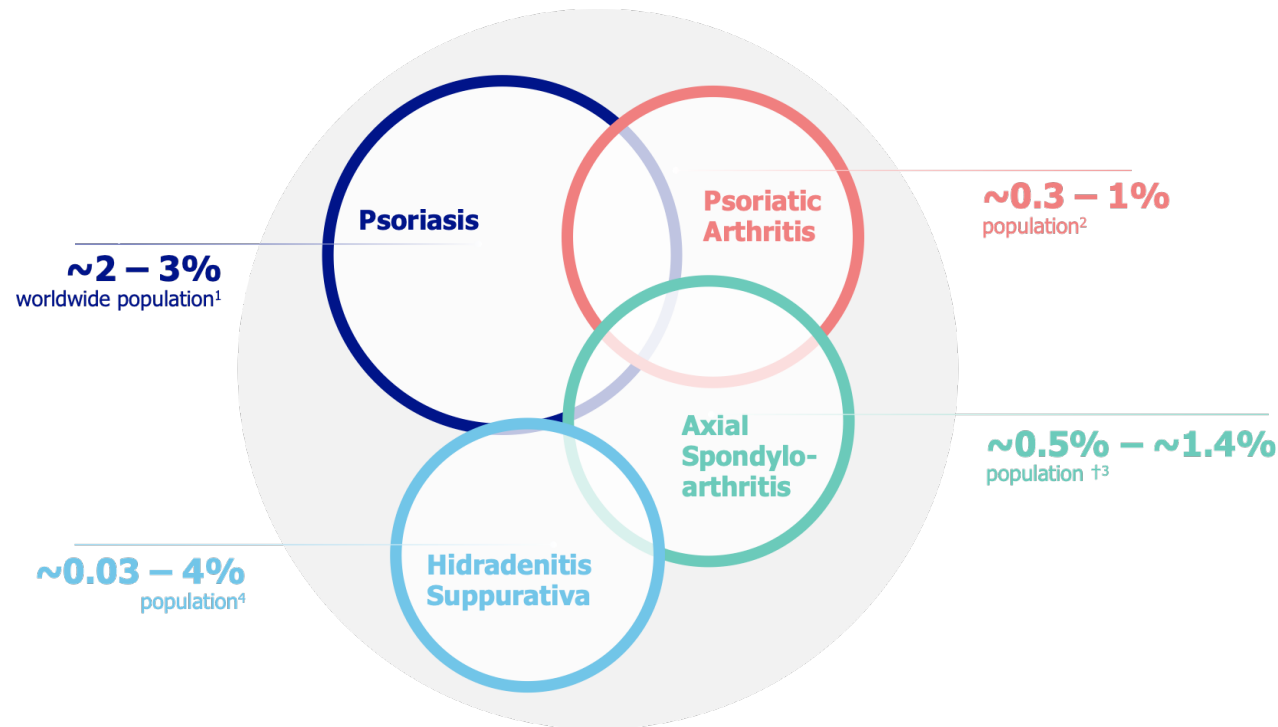 Psoriasis
~2 – 3%
worldwide population¹
Psoriatic
Arthritis
~0.3 – 1%
population²
Axial
Spondylo-
arthritis
~0.5% – ~1.4%
population †³
Hidradenitis
Suppurativa
~0.03 – 4%
population⁴